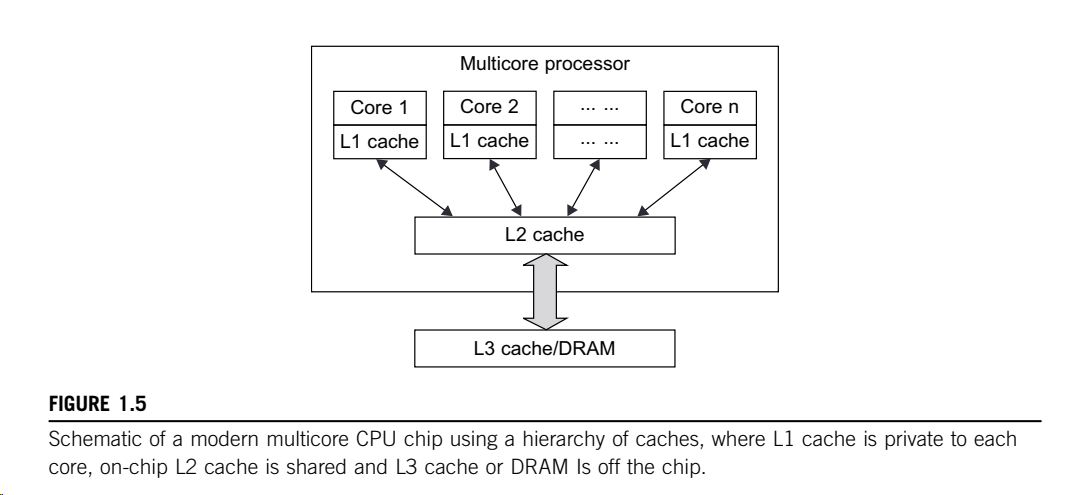 Multicore processor
Core 1
Core 2
... ...
Core n
L1 cache
L1 cache
... ...
L1 cache
L2 cache
L3 cache/DRAM
FIGURE 1.5
Schematic of a modern multicore CPU chip using a hierarchy of caches, where L1 cache is private to each
core, on-chip L2 cache is shared and L3 cache or DRAM Is off the chip.